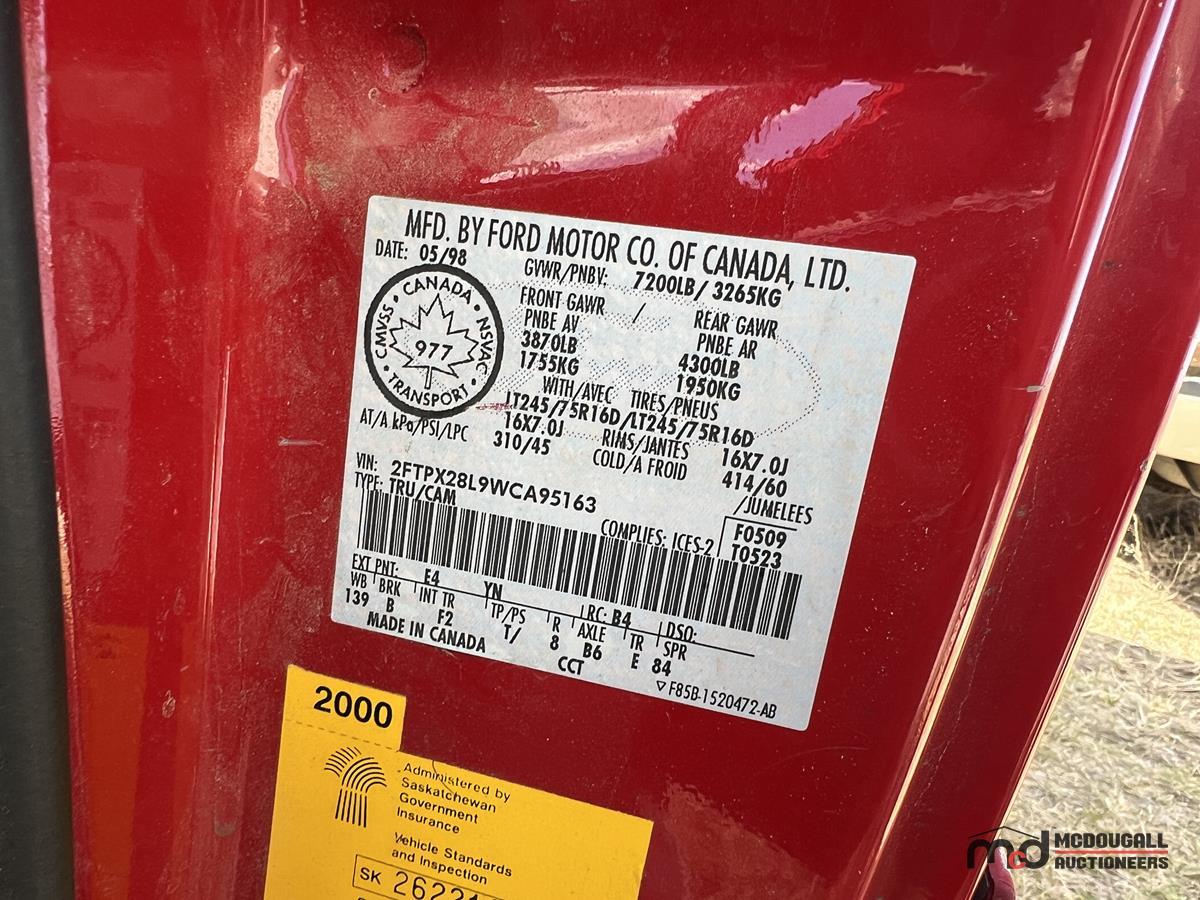 MFD. BY FORD MOTOR CO. OF CANADA, LTD.
DATE: 05/98
GVWR/PNBV: 7200LB/ 3265KG
CANADA
CMVSS
NSVAC
977
TRANSPORT
FRONT GAWR / REAR GAWR
PNBE AV PNBE AR
3870LB 4300LB
1755KG 1950KG
WITH/AVEC TIRES/PNEUS
LT245/75R16D/LT245/75R16D
16X7.0J RIMS/JANTES 16X7.0J
AT/A kPa/PSI/LPC 310/45 COLD/A FROID 414/60
/JUMELEES
VIN: 2FTPX28L9WCA95163
TYPE: TRU/CAM
COMPLIES: ICES-2
F0509
T0523
EXT PNT: E4 YN RC: B4 DSO:
WB BRK INT TR TP/PS R AXLE TR SPR
139 B F2 T/ 8 B6 E 84
MADE IN CANADA
CCT
▽ F85B-1520472-AB
2000
Administered by
Saskatchewan
Government
Insurance
Vehicle Standards
and Inspection
SK
mcd MCDOUGALL
AUCTIONEERS